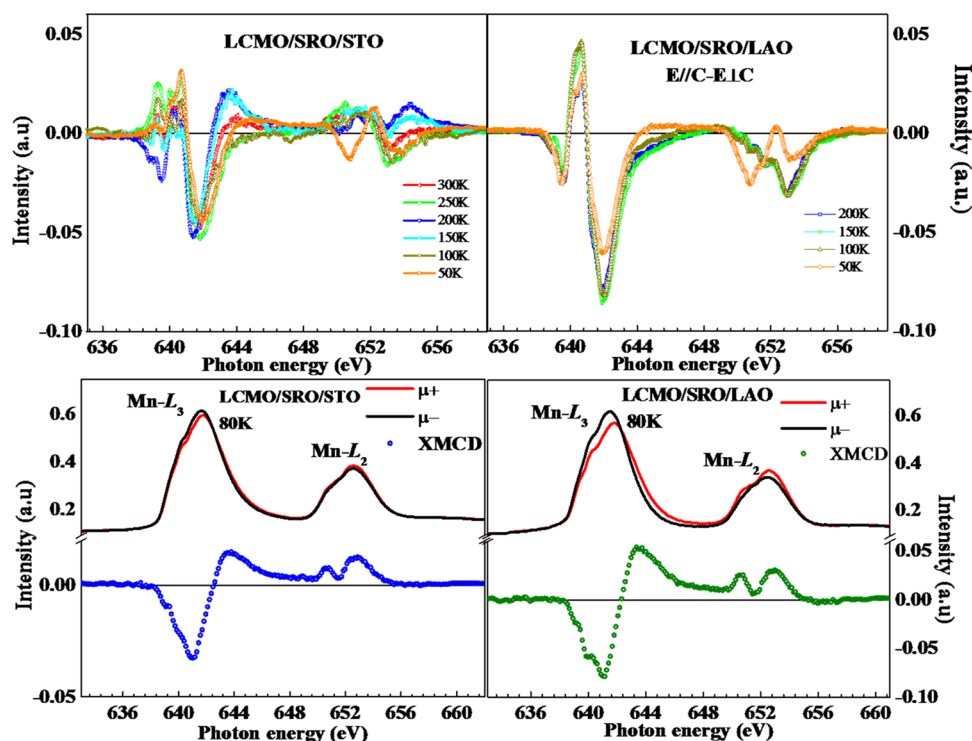 0.05
0.00
-0.05
-0.10
Intensity (a.u)
LCMO/SRO/STO
300K
250K
200K
150K
100K
50K
636 640 644 648 652 656
Photon energy (eV)
LCMO/SRO/LAO
E//C-E⊥C
200K
150K
100K
50K
0.05
0.00
-0.05
-0.10
Intensity (a.u.)
636 640 644 648 652 656
Photon energy (eV)
0.6
0.4
0.2
0.00
-0.05
Intensity (a.u)
LCMO/SRO/STO
μ+
μ−
XMCD
Mn-L3
80K
Mn-L2
636 640 644 648 652 656 660
Photon energy (eV)
LCMO/SRO/LAO
μ+
μ−
XMCD
Mn-L3
80K
Mn-L2
0.6
0.4
0.2
0.05
0.00
-0.05
-0.10
Intensity (a.u)
636 640 644 648 652 656 660
Photon energy (eV)